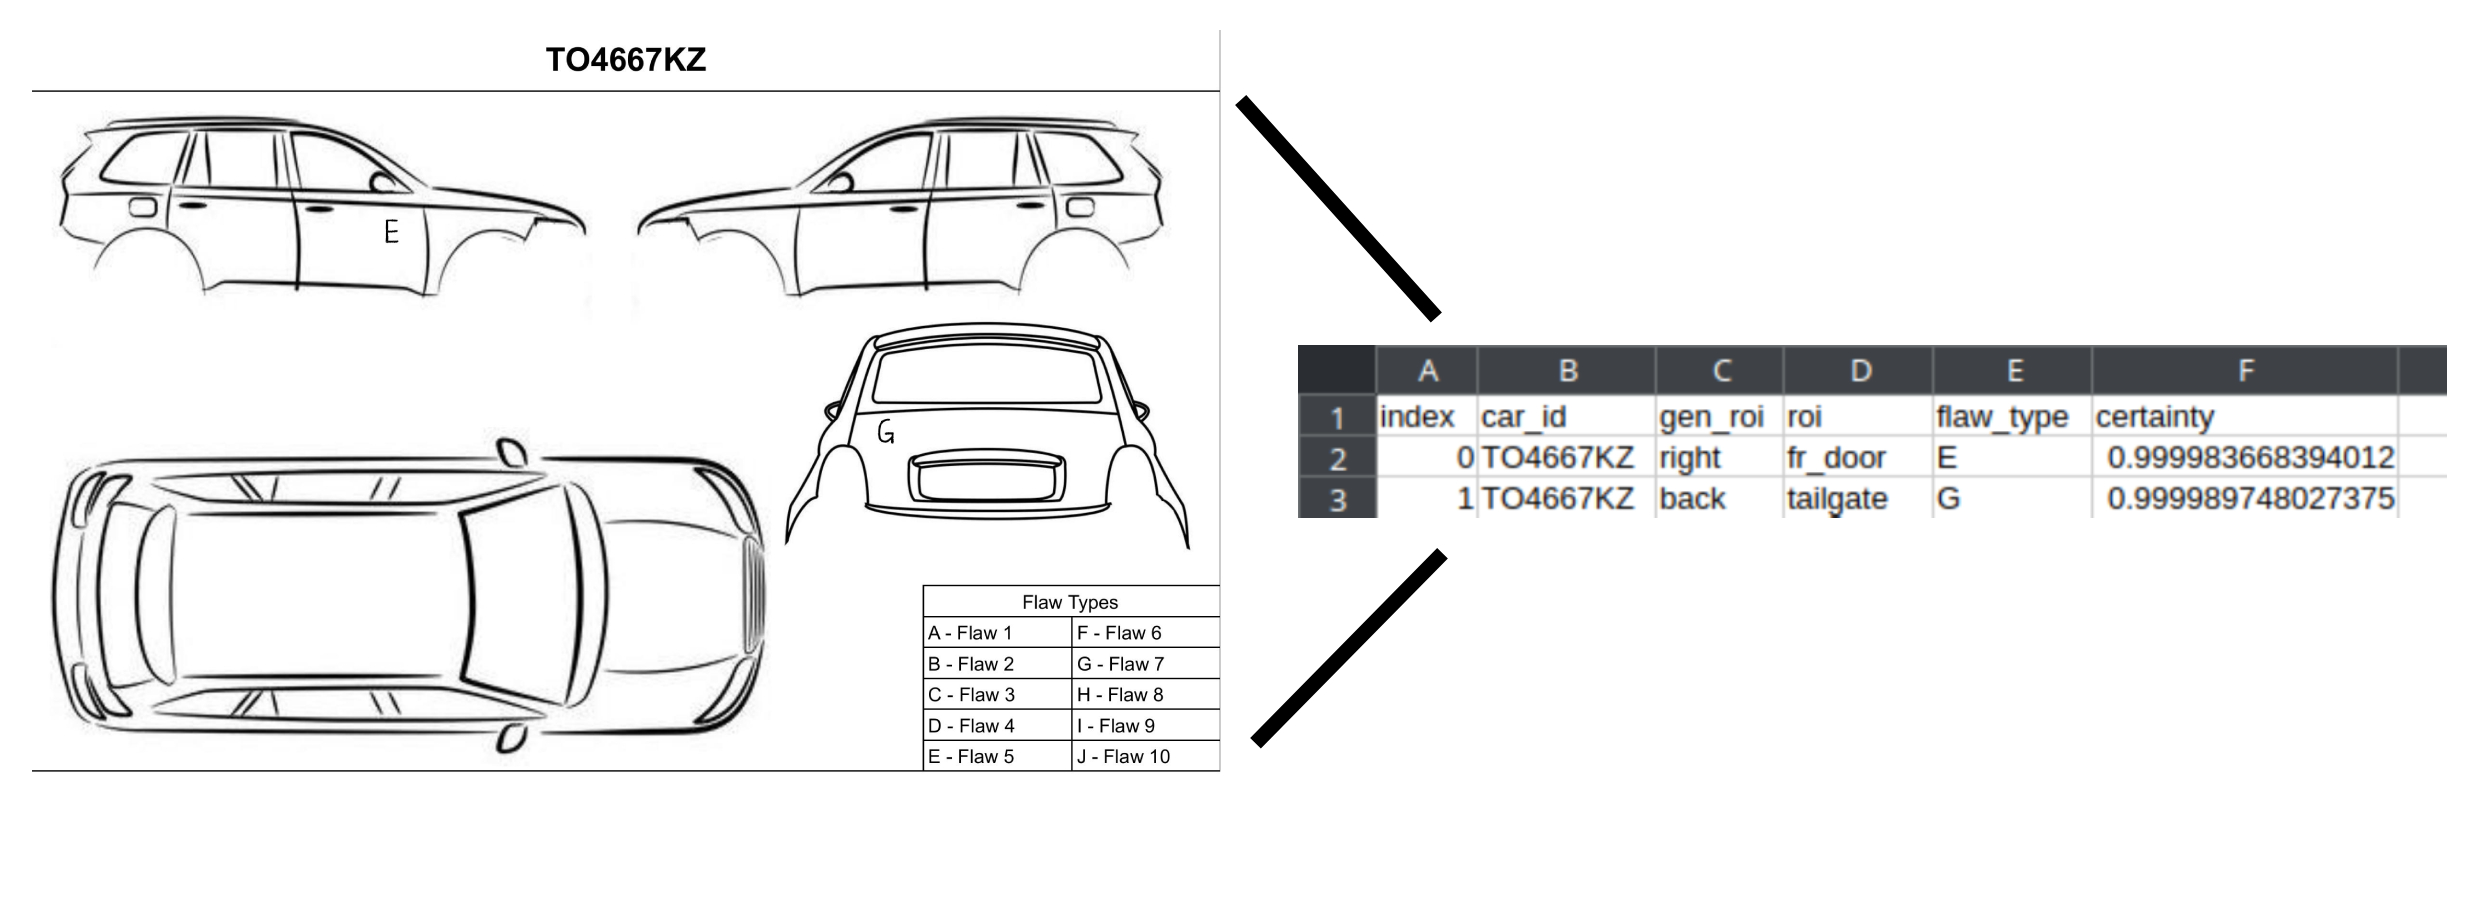 TO4667KZ
E
G
Flaw Types
A - Flaw 1 F - Flaw 6
B - Flaw 2 G - Flaw 7
C - Flaw 3 H - Flaw 8
D - Flaw 4 I - Flaw 9
E - Flaw 5 J - Flaw 10
A B C D E F
1 index car_id gen_roi roi flaw_type certainty
2 0 TO4667KZ right fr_door E 0.999983668394012
3 1 TO4667KZ back tailgate G 0.999989748027375